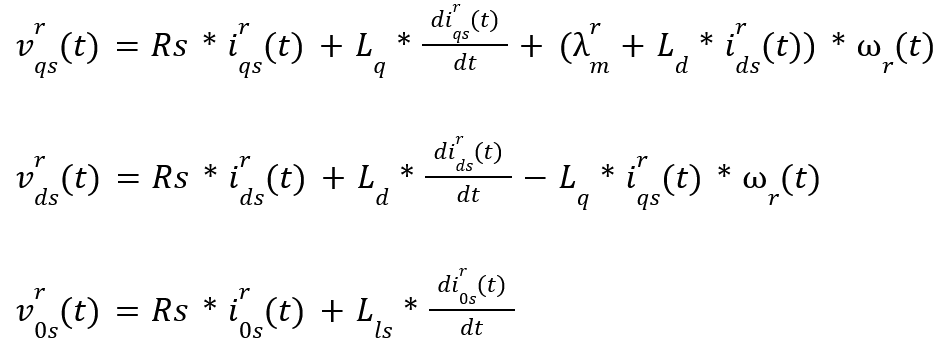 v^r_qs(t) = Rs * i^r_qs(t) + L_q * di^r_qs(t)/dt + (λ^r_m + L_d * i^r_ds(t)) * ω_r(t)
v^r_ds(t) = Rs * i^r_ds(t) + L_d * di^r_ds(t)/dt − L_q * i^r_qs(t) * ω_r(t)
v^r_0s(t) = Rs * i^r_0s(t) + L_ls * di^r_0s(t)/dt